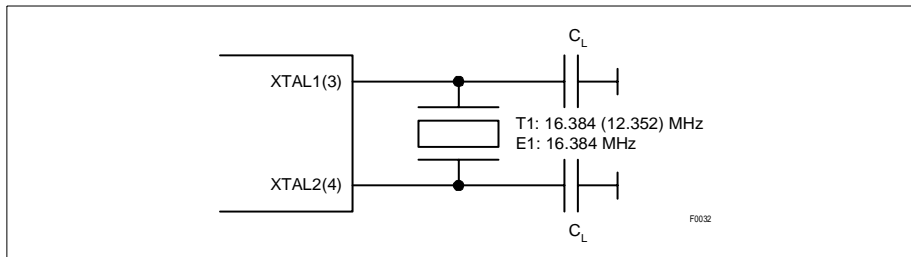 C_L
XTAL1(3)
T1: 16.384 (12.352) MHz
E1: 16.384 MHz
XTAL2(4)
F0032
C_L